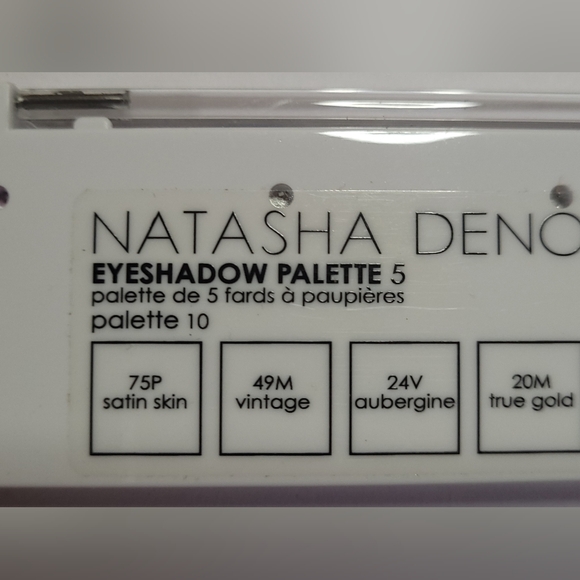 NATASHA DENO
EYESHADOW PALETTE 5
palette de 5 fards à paupières
palette 10
75P
satin skin
49M
vintage
24V
aubergine
20M
true gold